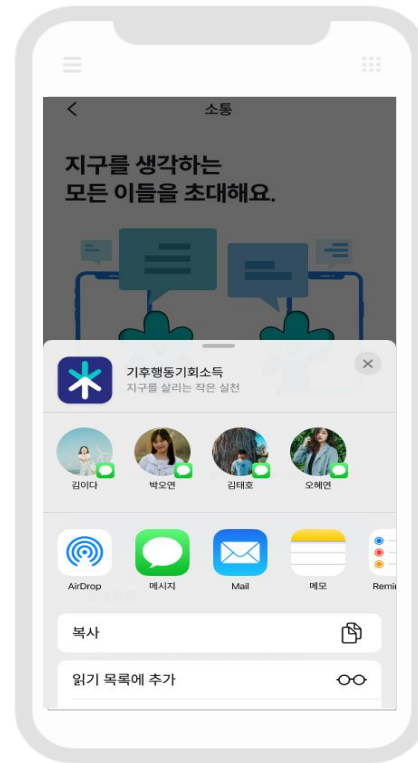 소통
지구를 생각하는
모든 이들을 초대해요.
기후행동기회소득
지구를 살리는 작은 실천
김이다
박오연
김태호
오혜연
AirDrop
메시지
Mail
메모
Remi
복사
읽기 목록에 추가